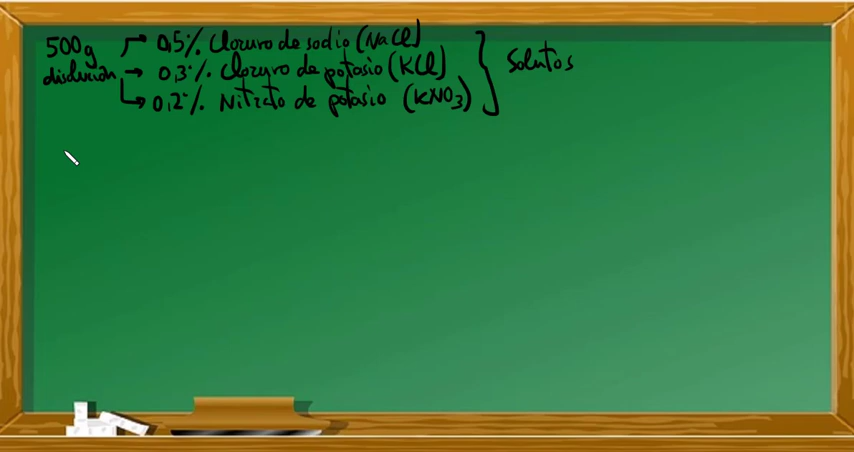 500g → 0,5% Cloruro de sodio (NaCl)
disolución → 0,3% Cloruro de potasio (KCl) } Solutos
→ 0,2% Nitrato de potasio (KNO3)